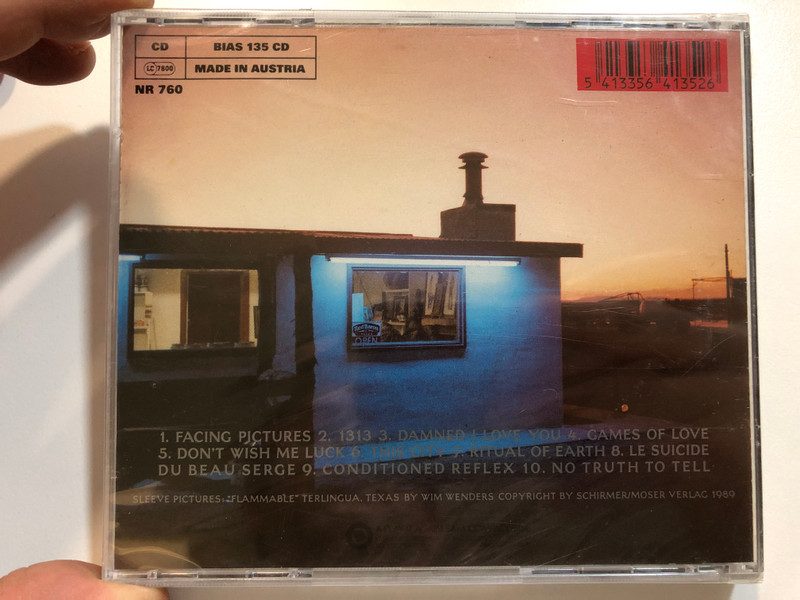 CD BIAS 135 CD
LC 7800 MADE IN AUSTRIA
NR 760
5 413356 413526
OPEN
1. FACING PICTURES 2. 1313 3. DAMNED I LOVE YOU 4. GAMES OF LOVE
5. DON'T WISH ME LUCK 6. 7. RITUAL OF EARTH 8. LE SUICIDE
DU BEAU SERGE 9. CONDITIONED REFLEX 10. NO TRUTH TO TELL
SLEEVE PICTURES: "FLAMMABLE" TERLINGUA, TEXAS BY WIM WENDERS COPYRIGHT BY SCHIRMER/MOSER VERLAG 1989